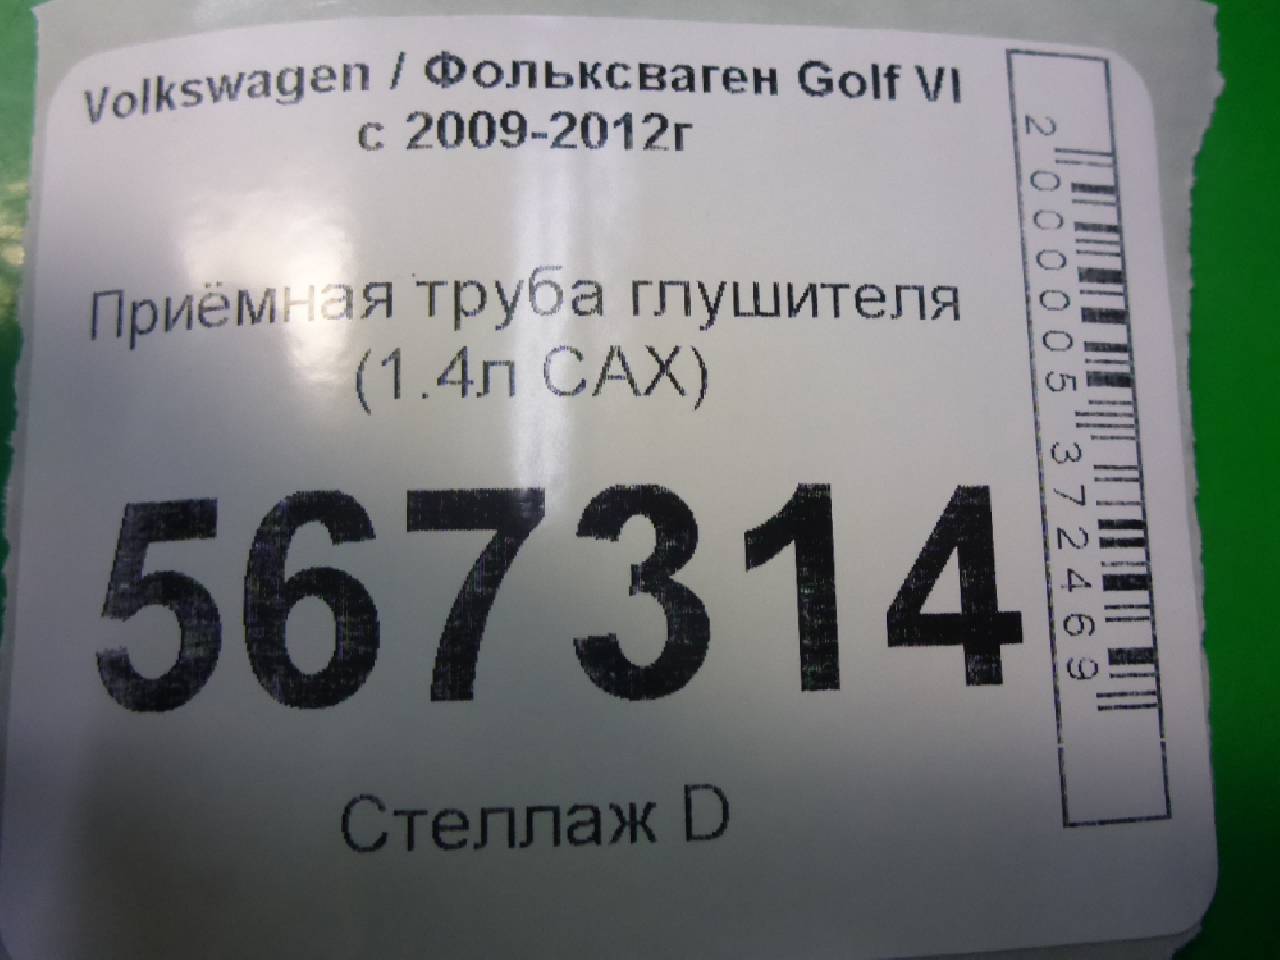 Volkswagen / Фольксваген Golf VI
с 2009-2012г
Приёмная труба глушителя
(1.4л CAX)
567314
Стеллаж D
2000005372469